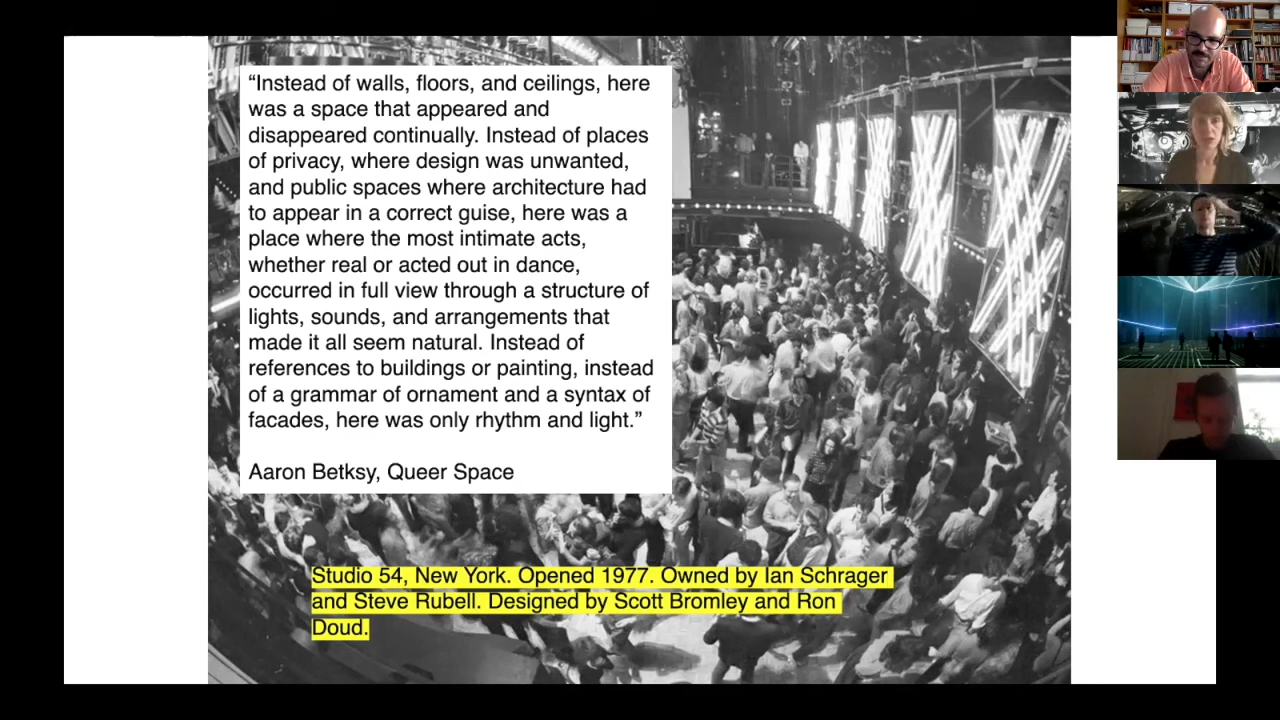 “Instead of walls, floors, and ceilings, here
was a space that appeared and
disappeared continually. Instead of places
of privacy, where design was unwanted,
and public spaces where architecture had
to appear in a correct guise, here was a
place where the most intimate acts,
whether real or acted out in dance,
occurred in full view through a structure of
lights, sounds, and arrangements that
made it all seem natural. Instead of
references to buildings or painting, instead
of a grammar of ornament and a syntax of
facades, here was only rhythm and light.”
Aaron Betksy, Queer Space
Studio 54, New York. Opened 1977. Owned by Ian Schrager
and Steve Rubell. Designed by Scott Bromley and Ron
Doud.